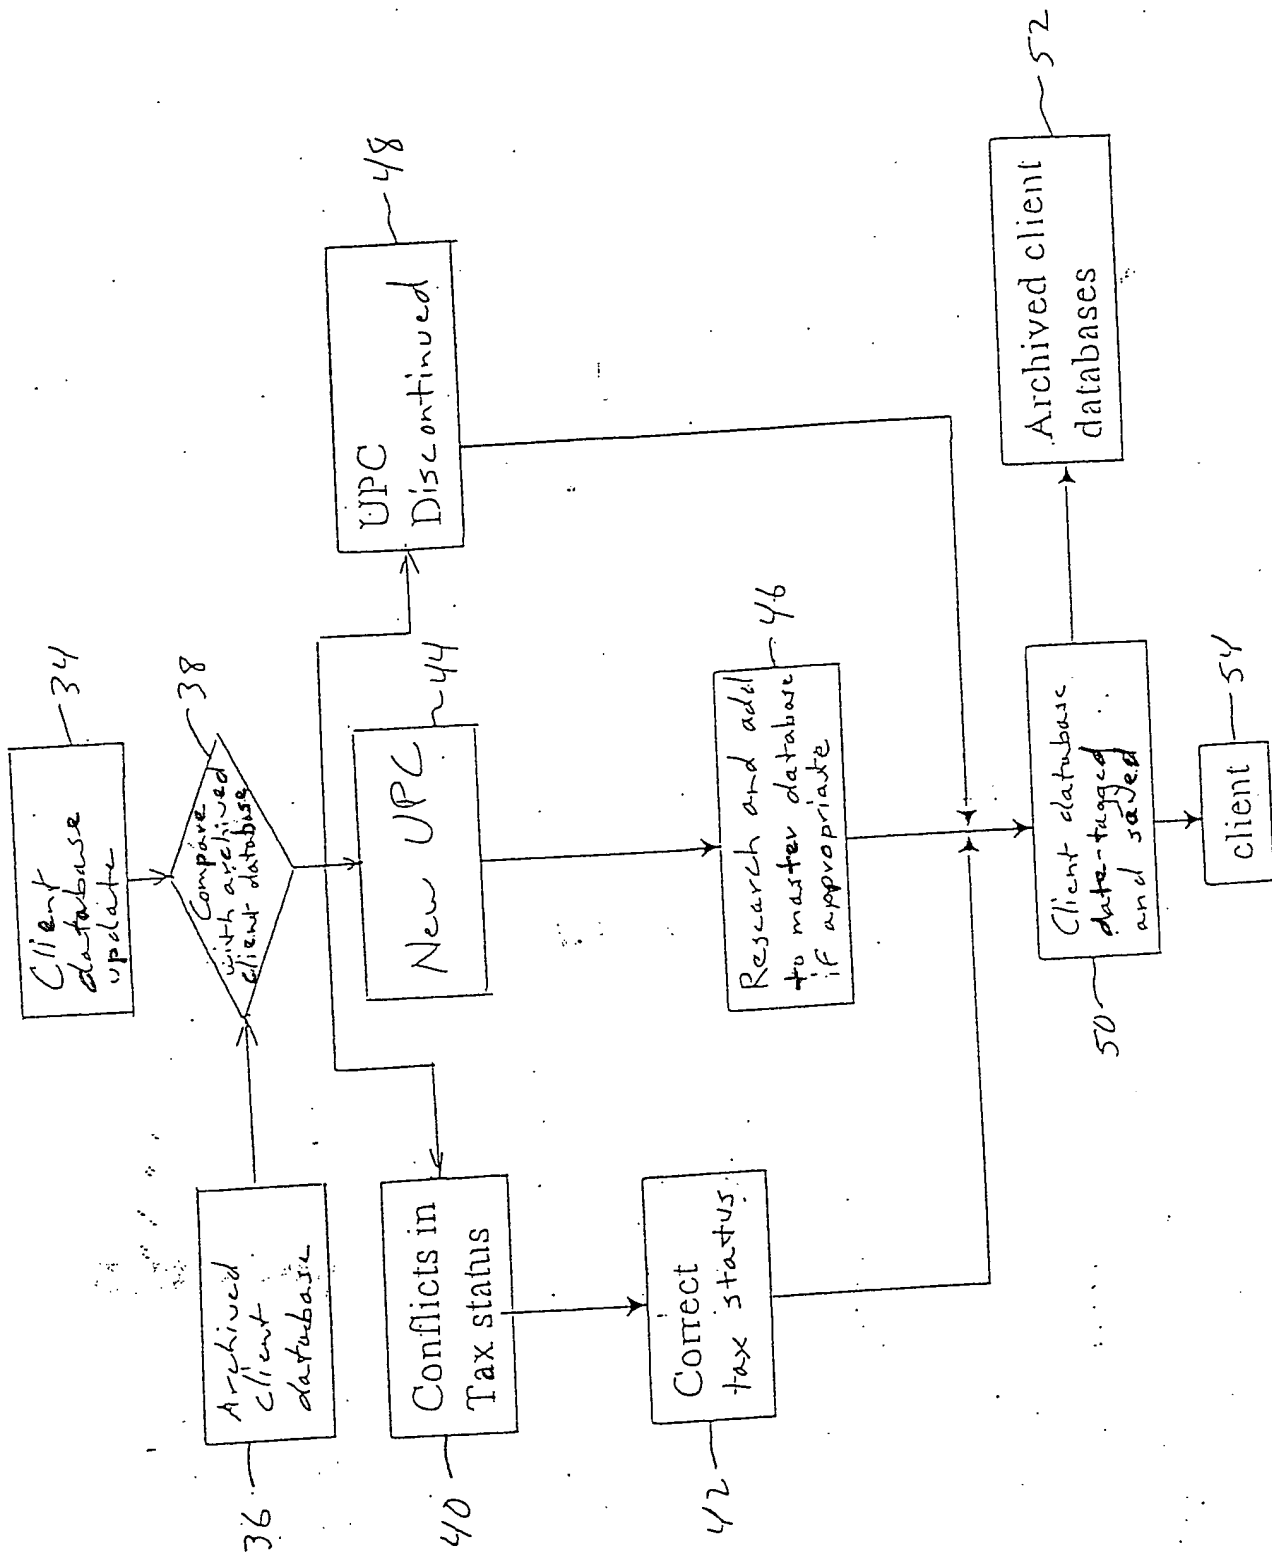 Client
database
update
34
Compare
with archived
client database
38
Archived
client
database
36
Conflicts in
Tax status
40
New UPC
44
UPC
Discontinued
48
Correct
tax status
42
Research and add
to master database
if appropriate
46
Client database
date-tagged
and saved
50
Archived client
databases
52
client
54